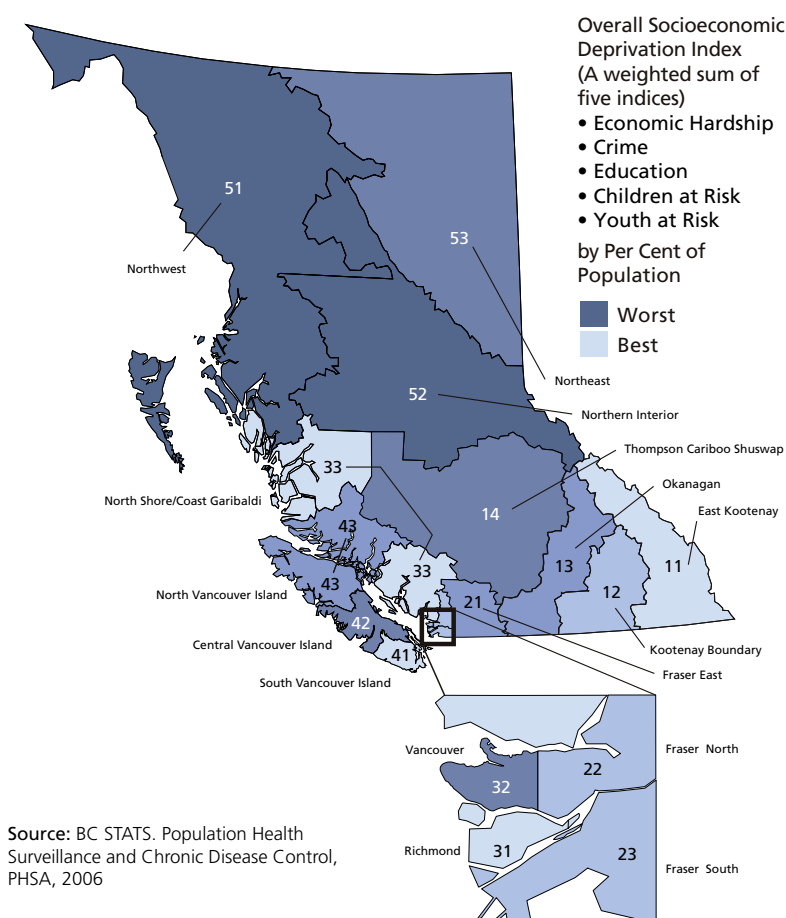 Overall Socioeconomic
Deprivation Index
(A weighted sum of
five indices)
• Economic Hardship
• Crime
• Education
• Children at Risk
• Youth at Risk
by Per Cent of
Population
Worst
Best
51
Northwest
53
Northeast
52
Northern Interior
Thompson Cariboo Shuswap
33
14
Okanagan
North Shore/Coast Garibaldi
East Kootenay
43
13
11
33
12
43
North Vancouver Island
21
42
Central Vancouver Island
41
Kootenay Boundary
Fraser East
South Vancouver Island
Vancouver
Fraser North
22
32
Richmond
31
23
Fraser South
Source: BC STATS. Population Health
Surveillance and Chronic Disease Control,
PHSA, 2006